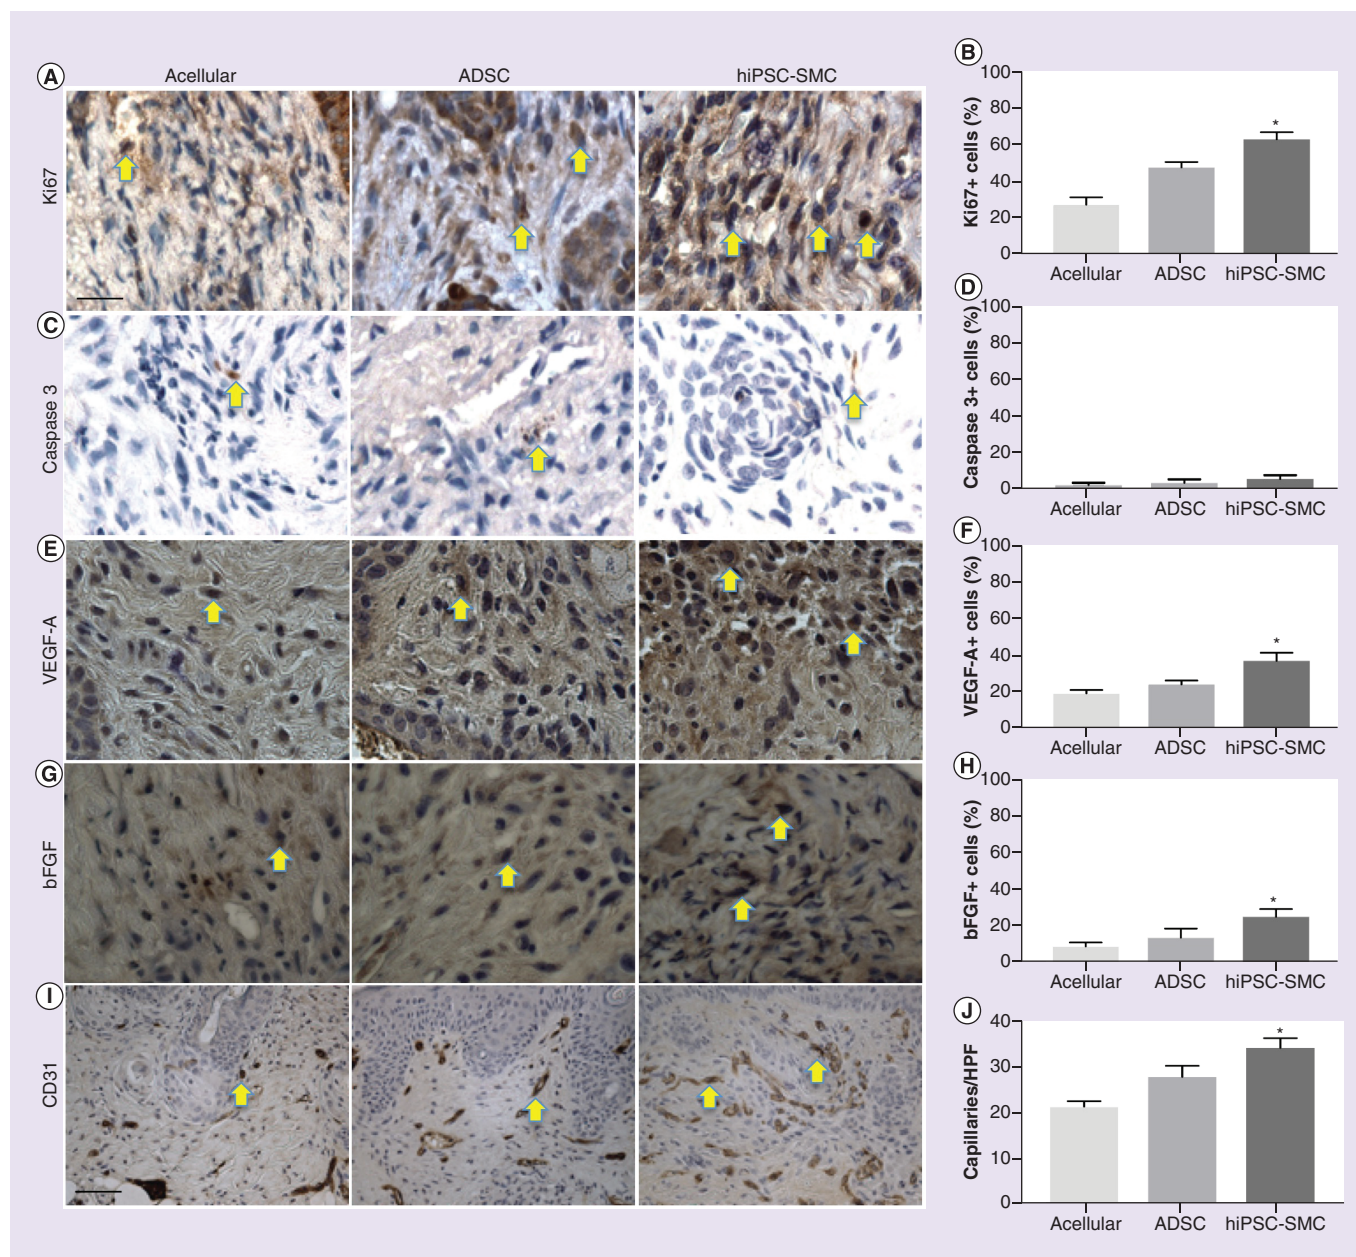 A
Acellular
ADSC
hiPSC-SMC
Ki67
C
Caspase 3
E
VEGF-A
G
bFGF
I
CD31
B
Ki67+ cells (%)
100
80
60
40
20
0
*
Acellular ADSC hiPSC-SMC
D
Caspase 3+ cells (%)
100
80
60
40
20
0
Acellular ADSC hiPSC-SMC
F
VEGF-A+ cells (%)
100
80
60
40
20
0
*
Acellular ADSC hiPSC-SMC
H
bFGF+ cells (%)
100
80
60
40
20
0
*
Acellular ADSC hiPSC-SMC
J
Capillaries/HPF
40
30
20
10
0
*
Acellular ADSC hiPSC-SMC